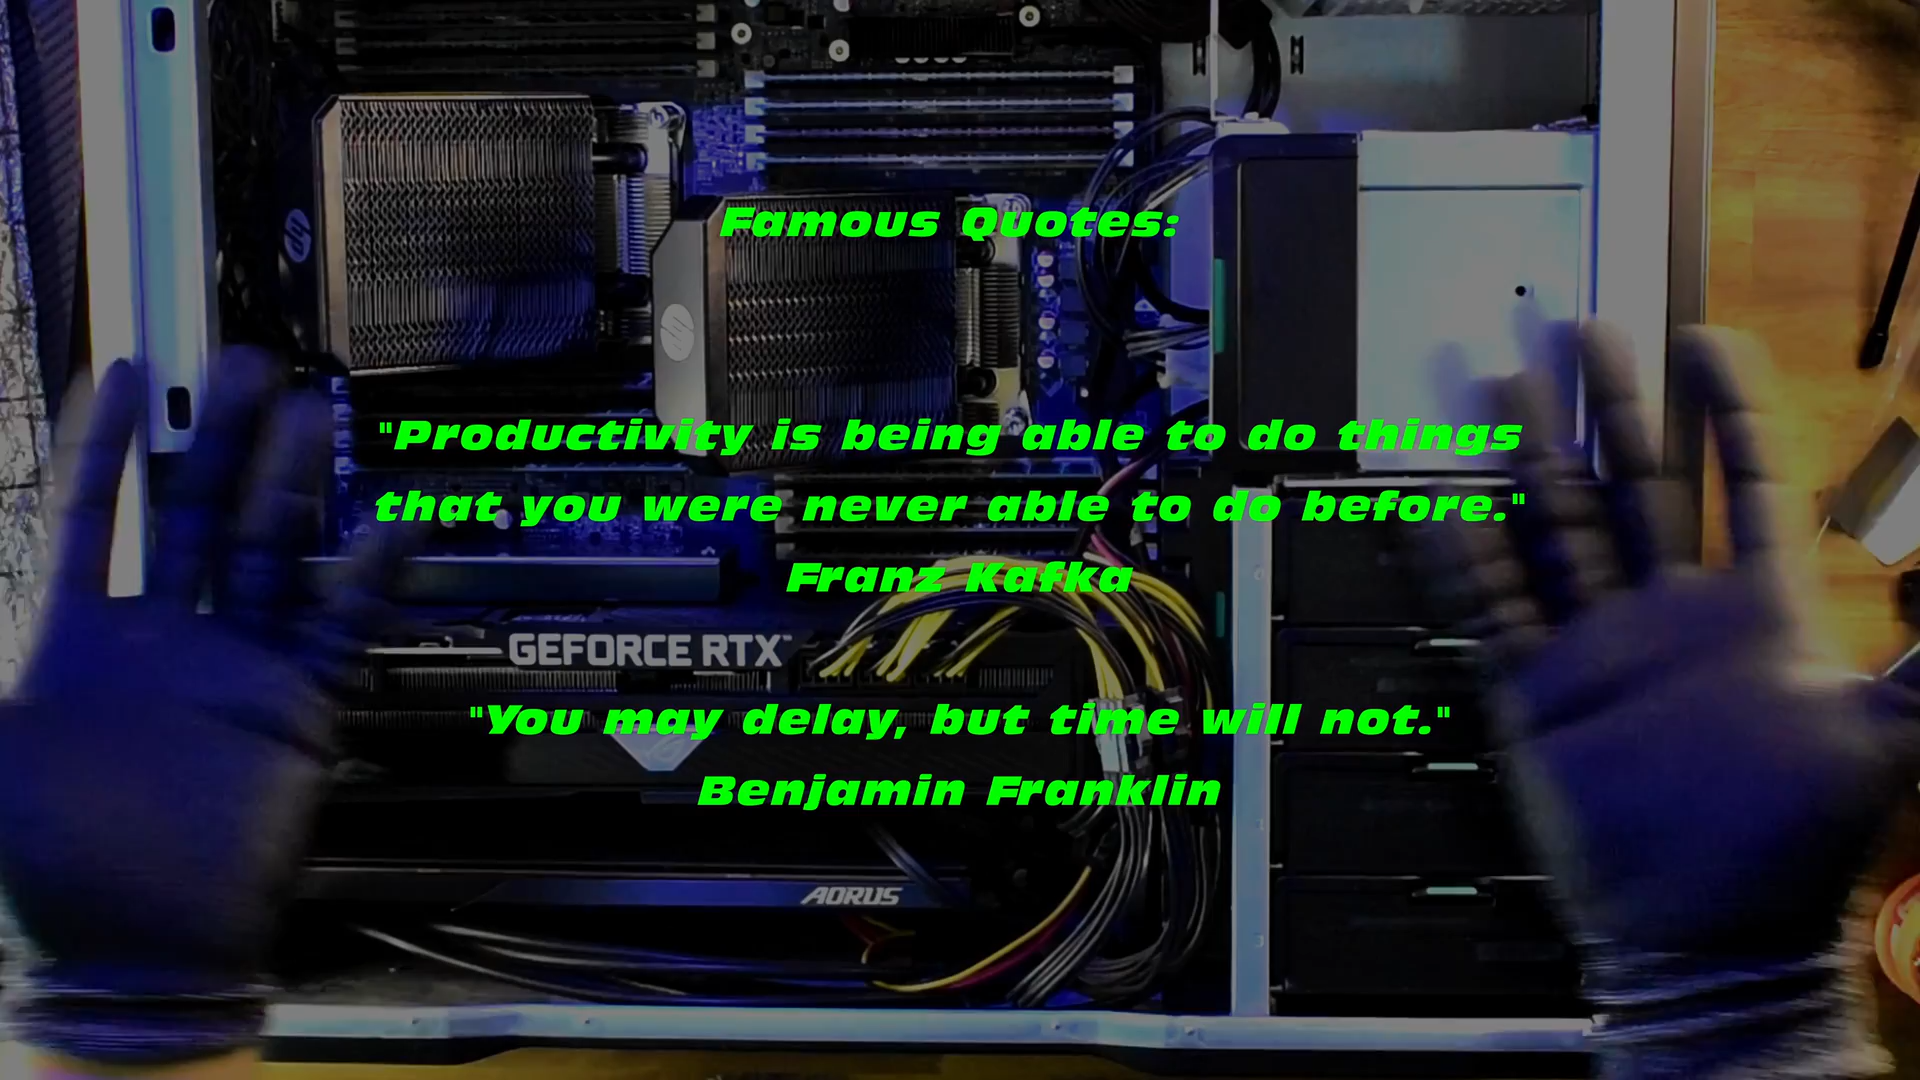 Famous Quotes:
"Productivity is being able to do things
that you were never able to do before."
Franz Kafka
GEFORCE RTX™
"You may delay, but time will not."
Benjamin Franklin
AORUS